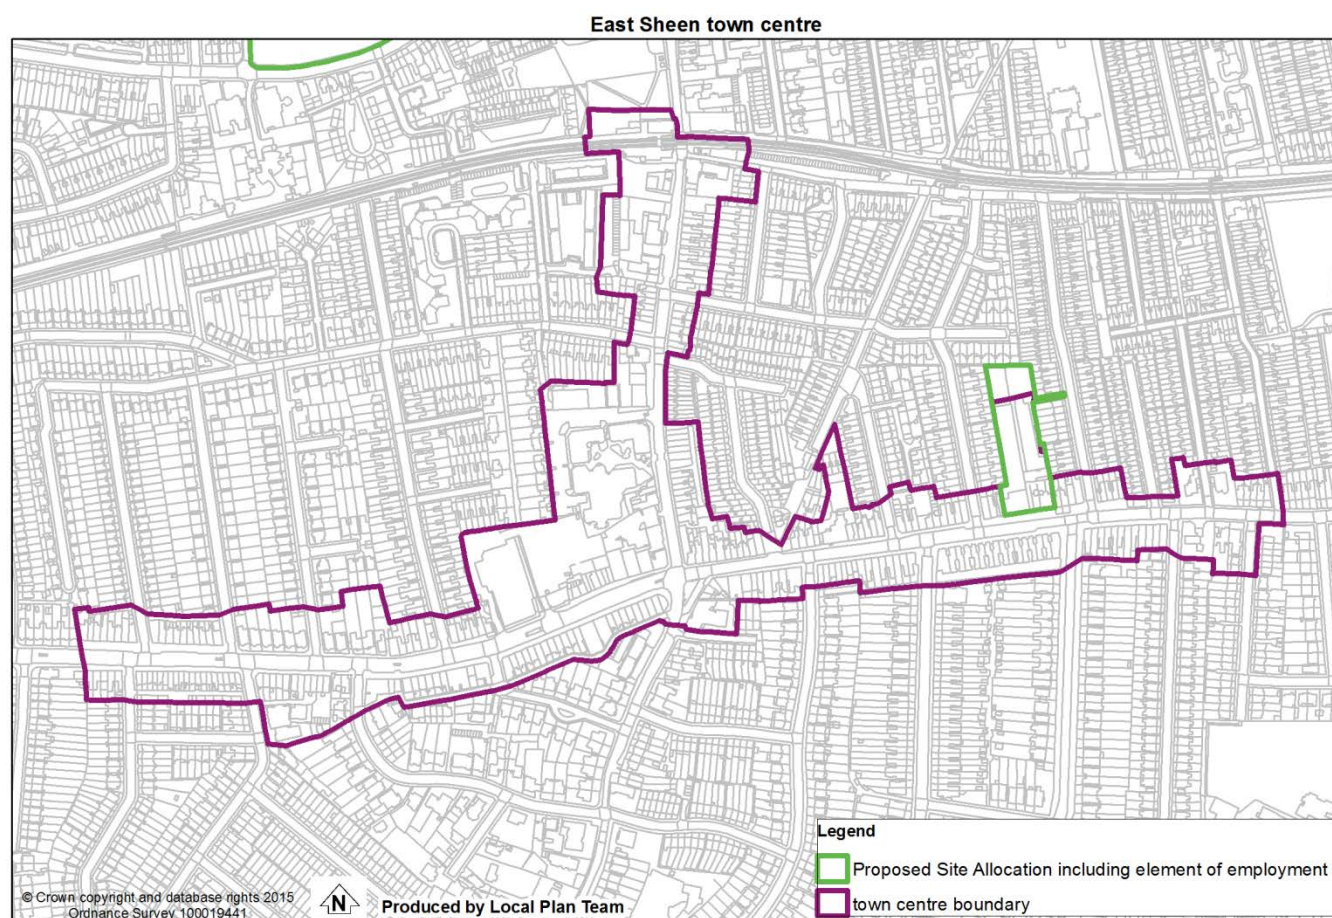 East Sheen town centre
Legend
Proposed Site Allocation including element of employment
town centre boundary
© Crown copyright and database rights 2015
Ordnance Survey 100019441
N
Produced by Local Plan Team